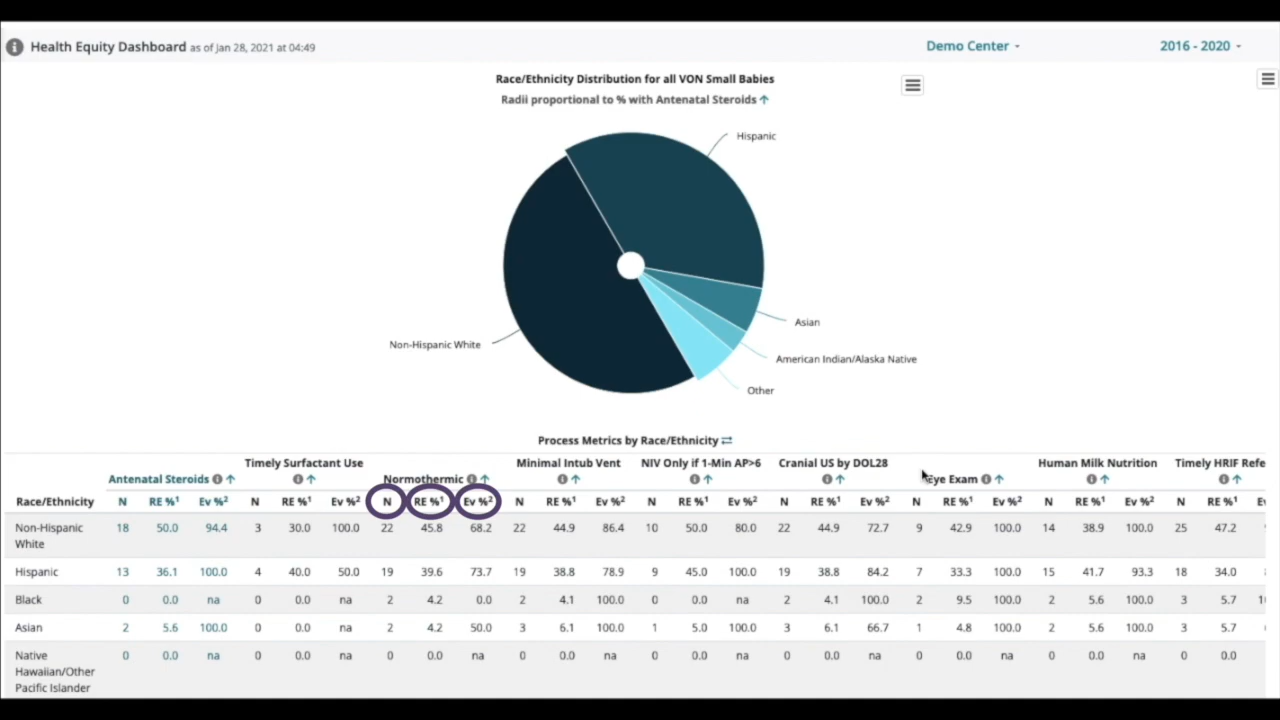 Health Equity Dashboard as of Jan 28, 2021 at 04:49
Demo Center
2016 - 2020
Race/Ethnicity Distribution for all VON Small Babies
Radii proportional to % with Antenatal Steroids ↑
Hispanic
Asian
Non-Hispanic White
American Indian/Alaska Native
Other
Process Metrics by Race/Ethnicity
Timely Surfactant Use Minimal Intub Vent NIV Only if 1-Min AP>6 Cranial US by DOL28 Human Milk Nutrition Timely HRIF Refe
Antenatal Steroids ↑ ↑ Normothermic ↑ ↑ ↑ ↑ Eye Exam ↑ ↑ ↑
Race/Ethnicity N RE %¹ Ev %² N RE %¹ Ev %² N RE %¹ Ev %² N RE %¹ Ev %² N RE %¹ Ev %² N RE %¹ Ev %² N RE %¹ Ev %² N RE %¹ Ev %² N RE %¹
Non-Hispanic 18 50.0 94.4 3 30.0 100.0 22 45.8 68.2 22 44.9 86.4 10 50.0 80.0 22 44.9 72.7 9 42.9 100.0 14 38.9 100.0 25 47.2
White
Hispanic 13 36.1 100.0 4 40.0 50.0 19 39.6 73.7 19 38.8 78.9 9 45.0 100.0 19 38.8 84.2 7 33.3 100.0 15 41.7 93.3 18 34.0
Black 0 0.0 na 0 0.0 na 2 4.2 0.0 2 4.1 100.0 0 0.0 na 2 4.1 100.0 2 9.5 100.0 2 5.6 100.0 3 5.7
Asian 2 5.6 100.0 0 0.0 na 2 4.2 50.0 3 6.1 100.0 1 5.0 100.0 3 6.1 66.7 1 4.8 100.0 2 5.6 100.0 3 5.7
Native 0 0.0 na 0 0.0 na 0 0.0 na 0 0.0 na 0 0.0 na 0 0.0 na 0 0.0 na 0 0.0 na 0 0.0
Hawaiian/Other
Pacific Islander